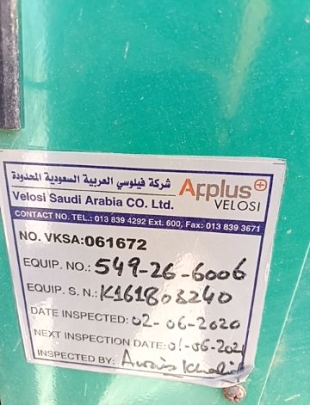 شركة فيلوسي العربية السعودية المحدودة
Applus+
Velosi Saudi Arabia CO. Ltd.
VELOSI
CONTACT NO. TEL.: 013 839 4292 Ext. 600, Fax: 013 839 3671
NO. VKSA:061672
EQUIP. NO.: 549-26-6006
EQUIP. S. N.: K161808240
DATE INSPECTED: 02-06-2020
NEXT INSPECTION DATE: 01-06-2021
INSPECTED BY: Awais Khalid